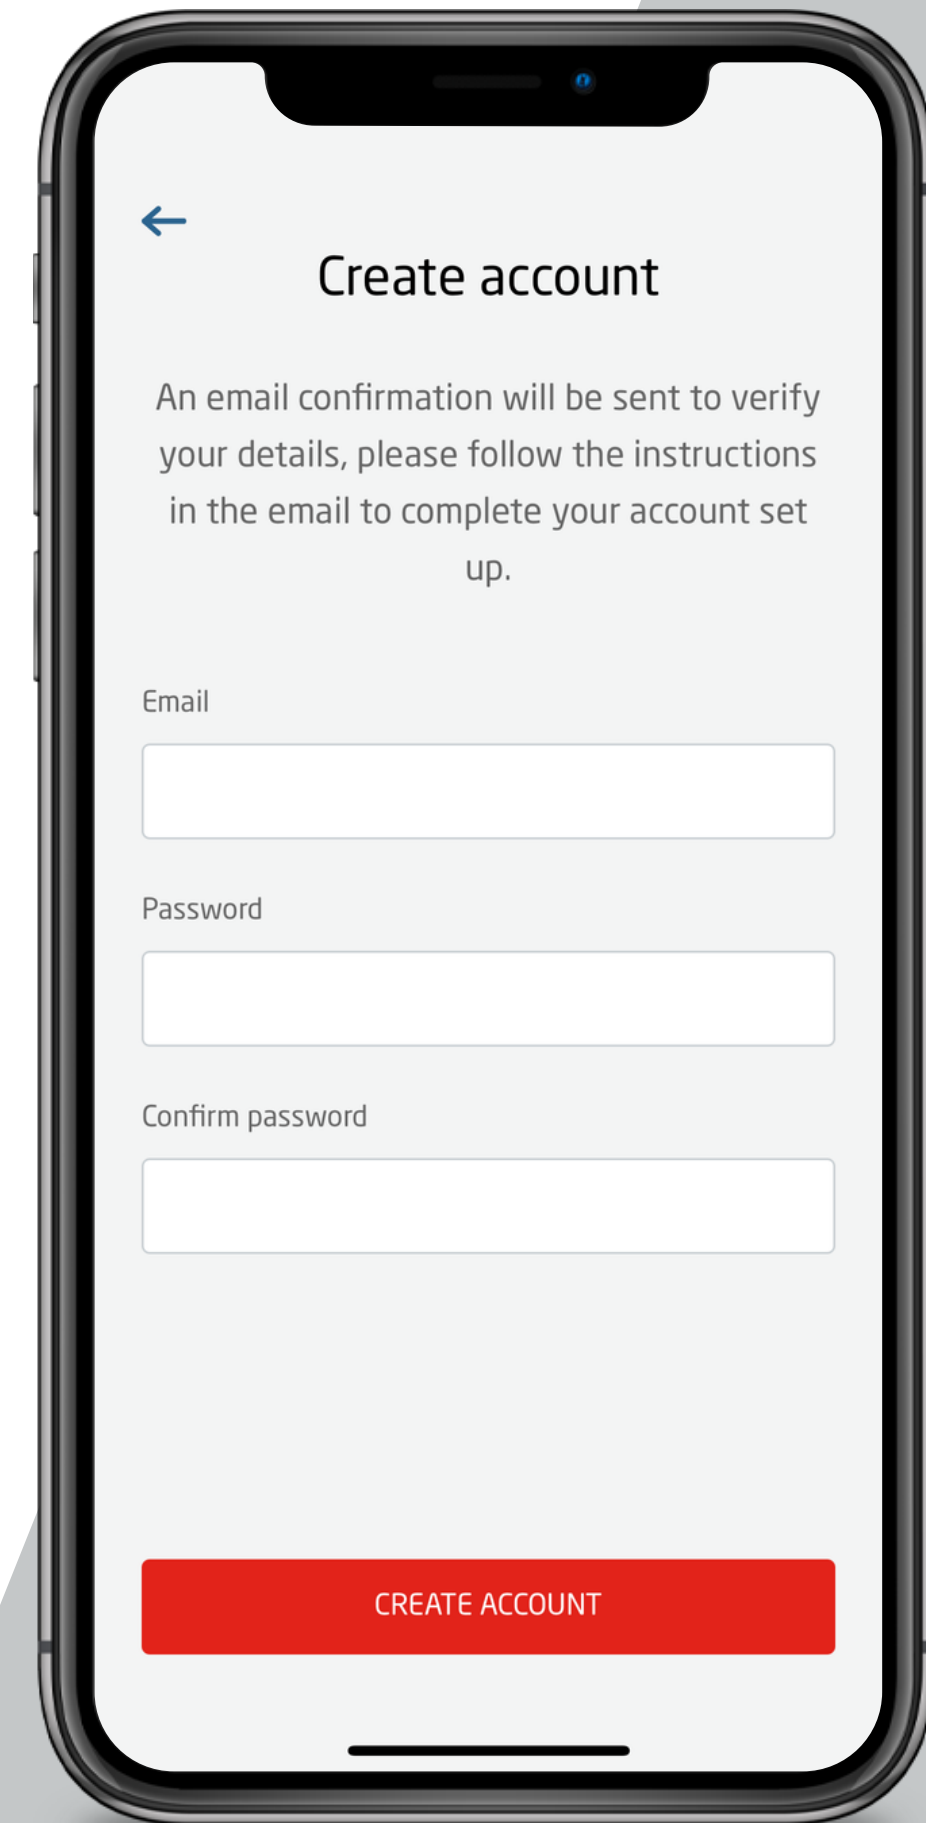 Create account
An email confirmation will be sent to verify
your details, please follow the instructions
in the email to complete your account set
up.
Email
Password
Confirm password
CREATE ACCOUNT